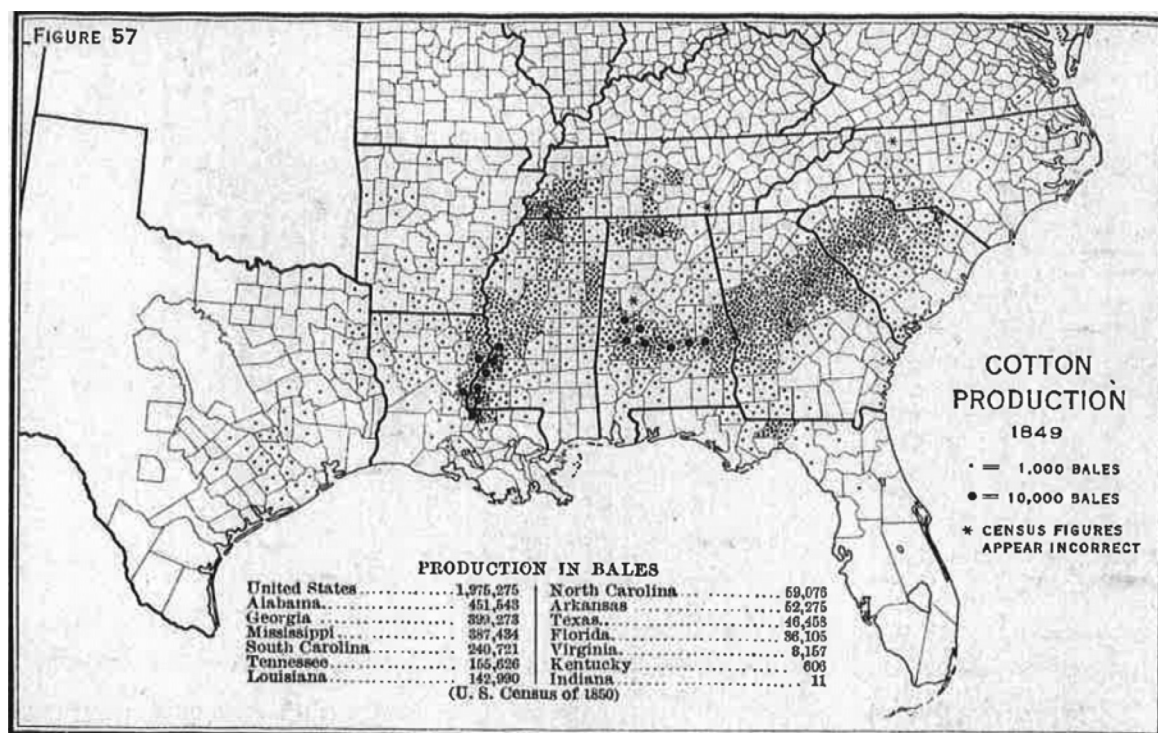 FIGURE 57
COTTON
PRODUCTION
1849
• = 1,000 BALES
● = 10,000 BALES
* CENSUS FIGURES
APPEAR INCORRECT
PRODUCTION IN BALES
United States............1,975,275
Alabama..................451,543
Georgia..................399,273
Mississippi..............387,434
South Carolina...........240,721
Tennessee................155,626
Louisiana................142,990
North Carolina...........59,076
Arkansas.................52,275
Texas....................46,458
Florida..................36,105
Virginia.................3,157
Kentucky.................606
Indiana..................11
(U. S. Census of 1850)